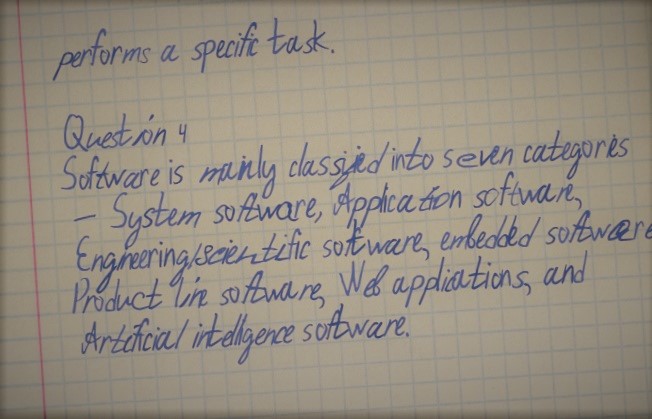 performs a specific task.
Question 4
Software is mainly classified into seven categories
– System software, Application software,
Engineering/scientific software, embedded software
Product line software, Web applications, and
Artificial intelligence software.